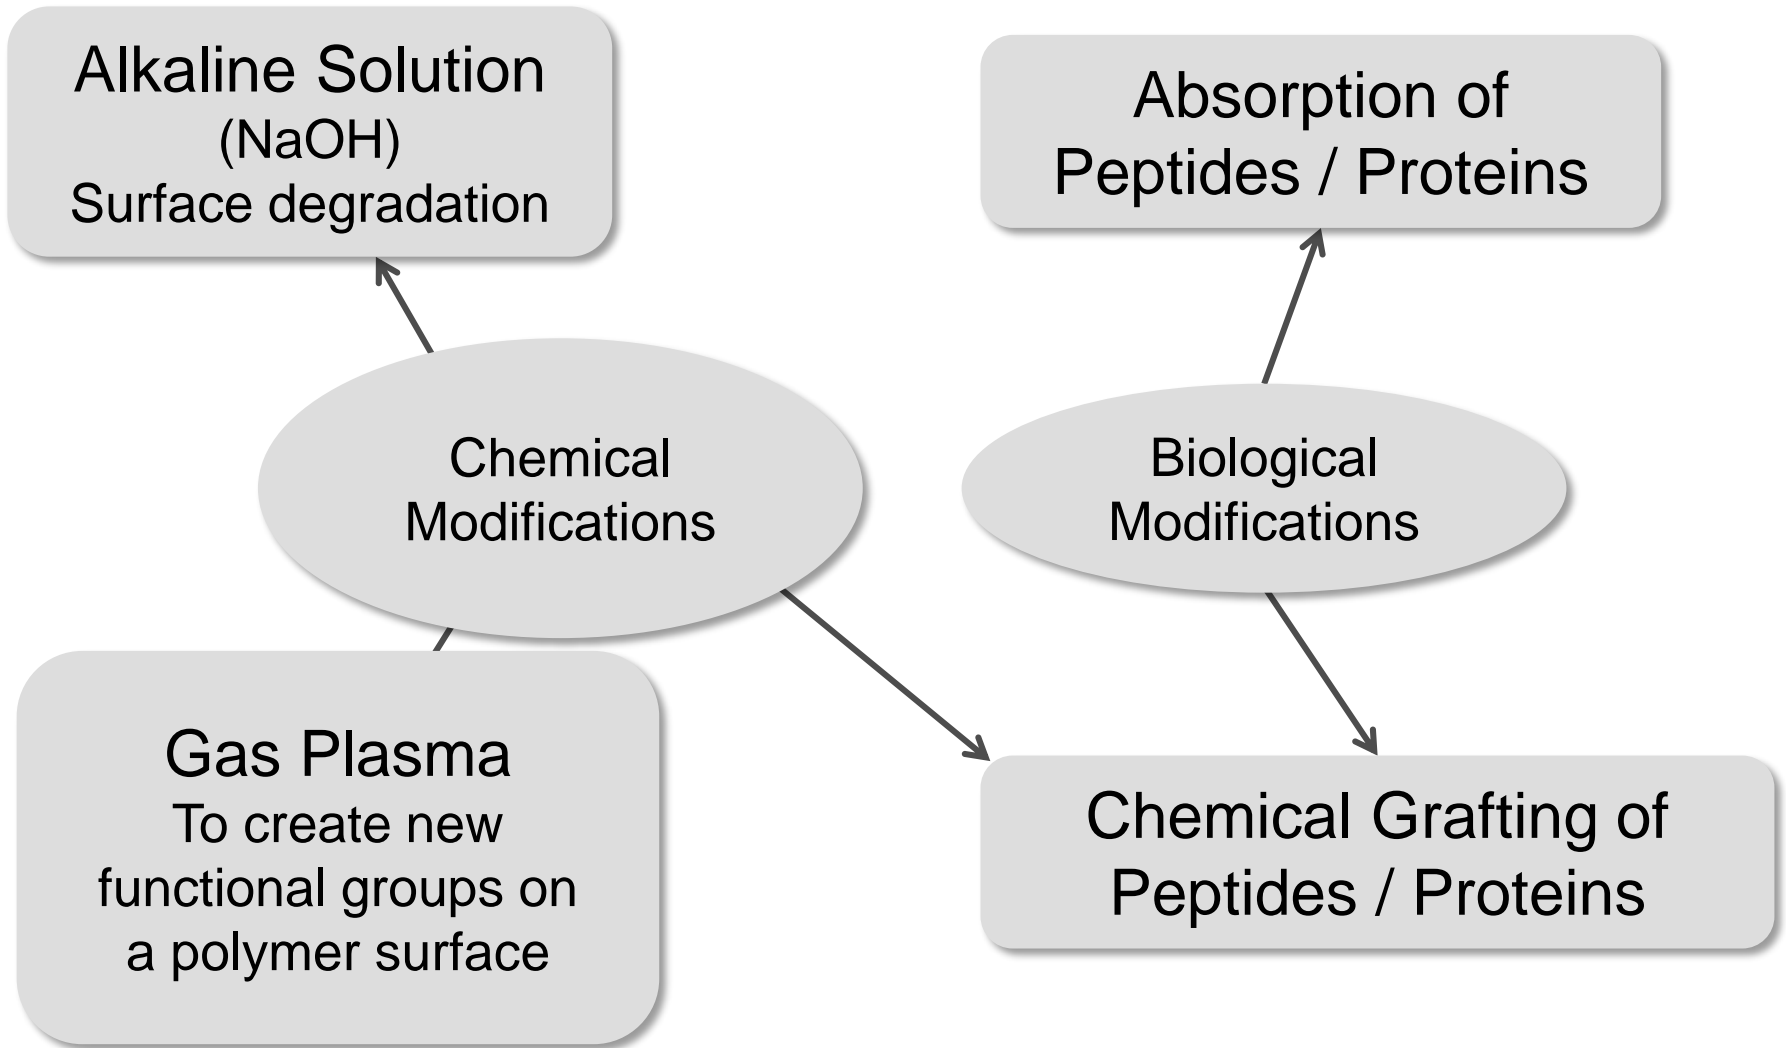 Alkaline Solution
(NaOH)
Surface degradation
Absorption of
Peptides / Proteins
Chemical
Modifications
Biological
Modifications
Gas Plasma
To create new
functional groups on
a polymer surface
Chemical Grafting of
Peptides / Proteins